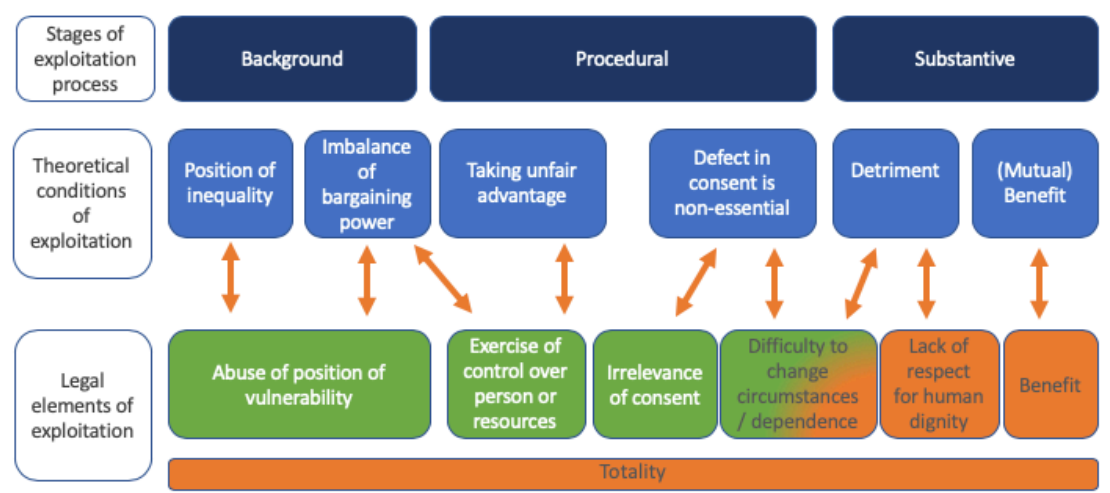 Stages of
exploitation
process
Background
Procedural
Substantive
Theoretical
conditions
of
exploitation
Position of
inequality
Imbalance
of
bargaining
power
Taking unfair
advantage
Defect in
consent is
non-essential
Detriment
(Mutual)
Benefit
Legal
elements of
exploitation
Abuse of position of
vulnerability
Exercise of
control over
person or
resources
Irrelevance
of consent
Difficulty to
change
circumstances
/ dependence
Lack of
respect
for human
dignity
Benefit
Totality